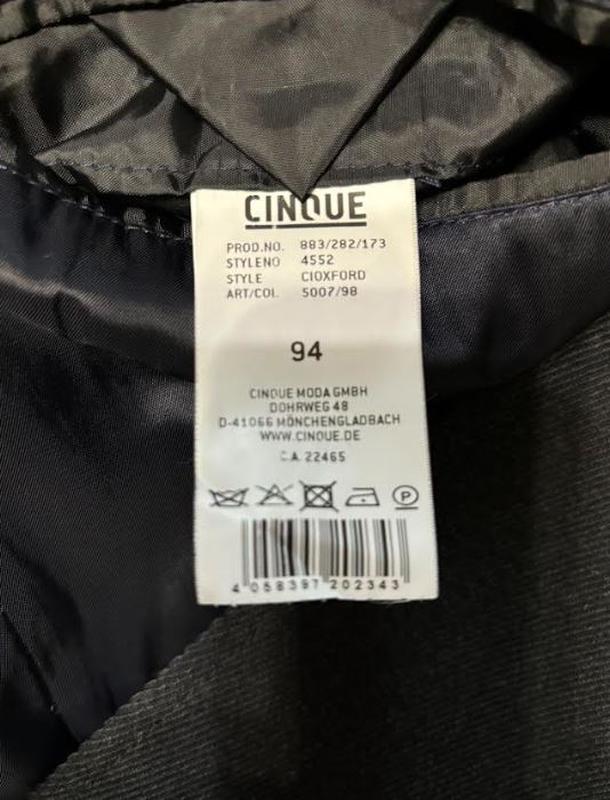 CINQUE
PROD.NO. 883/282/173
STYLENO 4552
STYLE CIOXFORD
ART/COL. 5007/98
94
CINQUE MODA GMBH
DOHRWEG 48
D-41066 MÖNCHENGLADBACH
WWW.CINQUE.DE
C.A. 22465
P
4 058397 202343